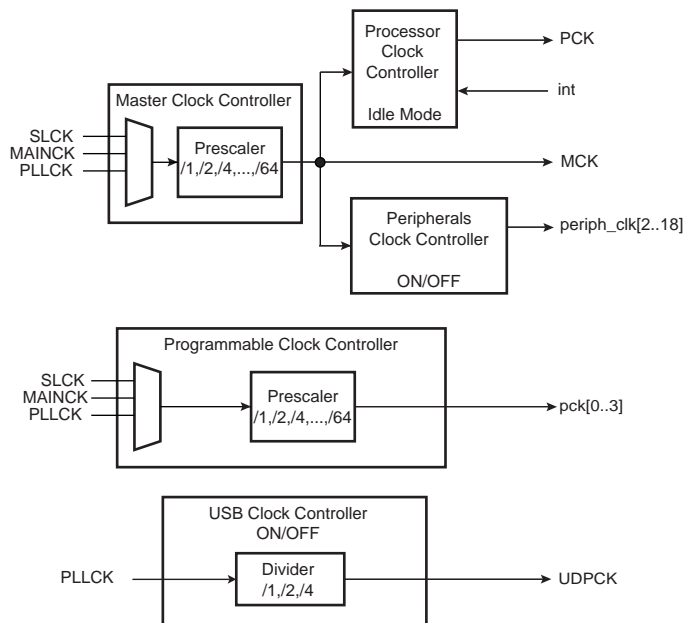 Processor
Clock
Controller
Idle Mode
PCK
int
Master Clock Controller
SLCK
MAINCK
PLLCK
Prescaler
/1,/2,/4,...,/64
MCK
Peripherals
Clock Controller
ON/OFF
periph_clk[2..18]
Programmable Clock Controller
SLCK
MAINCK
PLLCK
Prescaler
/1,/2,/4,...,/64
pck[0..3]
USB Clock Controller
ON/OFF
PLLCK
Divider
/1,/2,/4
UDPCK